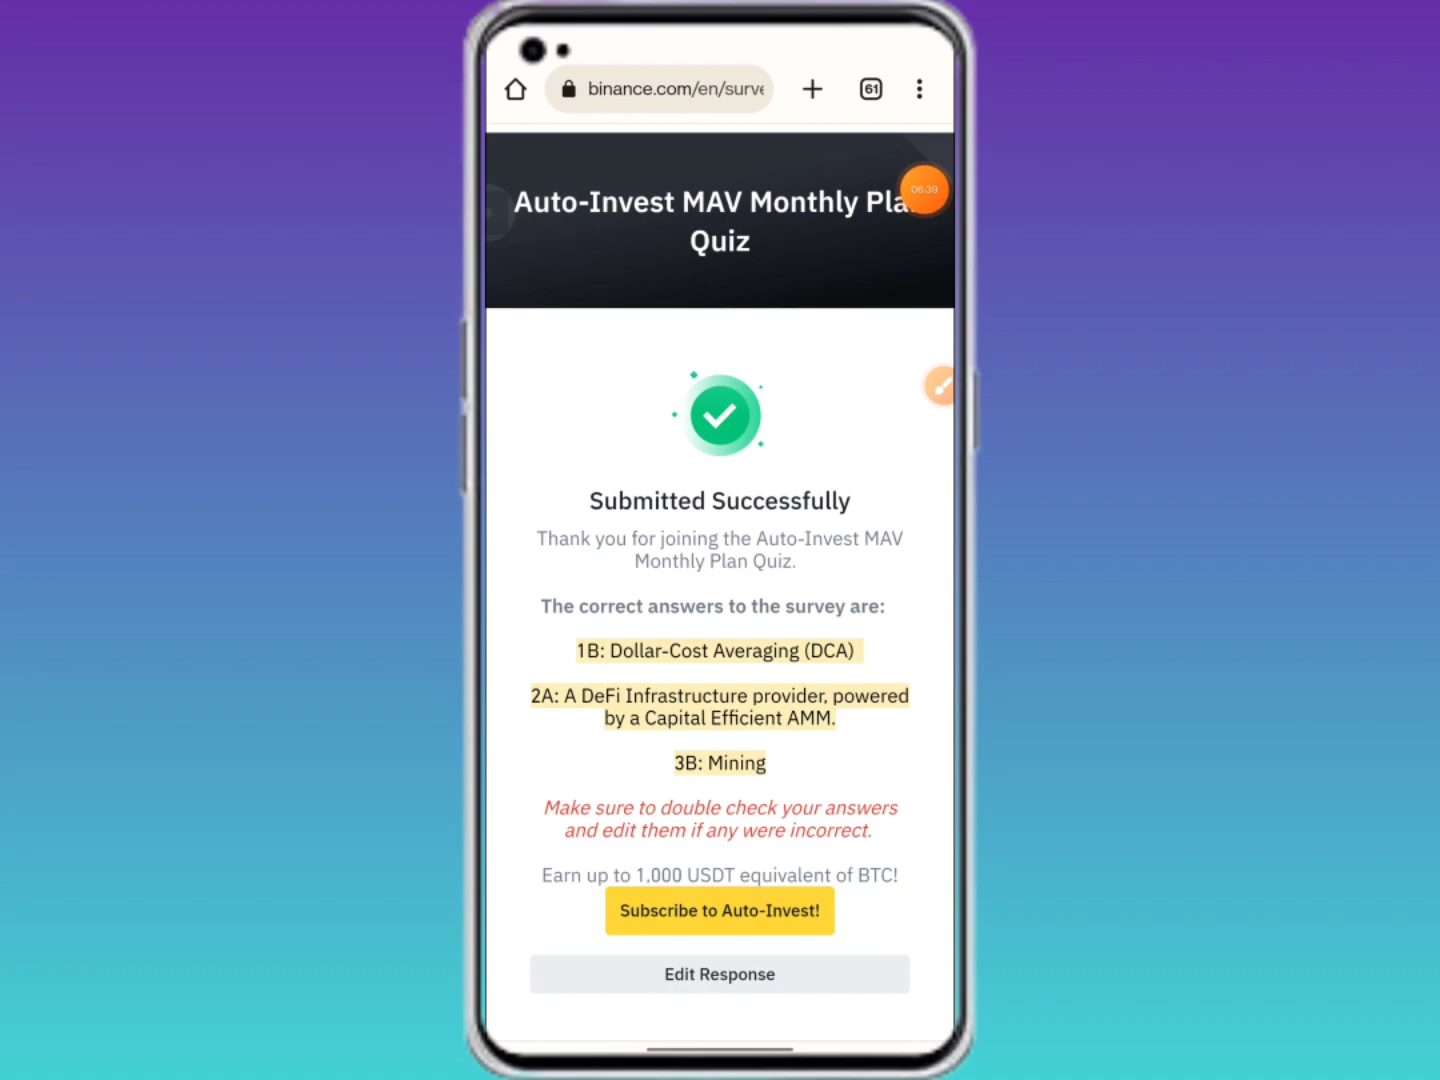 binance.com/en/surve
61
Auto-Invest MAV Monthly Pla
06:39
Quiz
Submitted Successfully
Thank you for joining the Auto-Invest MAV
Monthly Plan Quiz.
The correct answers to the survey are:
1B: Dollar-Cost Averaging (DCA)
2A: A DeFi Infrastructure provider, powered
by a Capital Efficient AMM.
3B: Mining
Make sure to double check your answers
and edit them if any were incorrect.
Earn up to 1,000 USDT equivalent of BTC!
Subscribe to Auto-Invest!
Edit Response